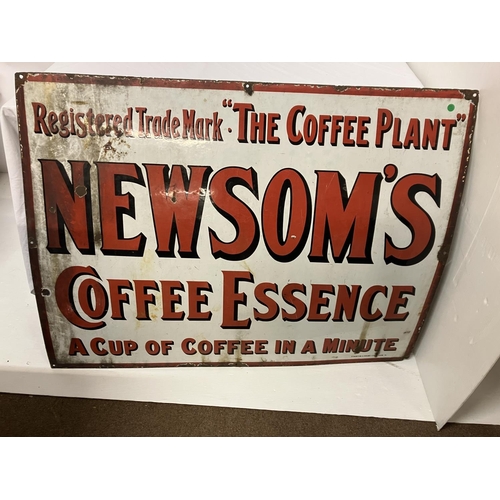 Registered Trade Mark · "THE COFFEE PLANT"
NEWSOM'S
COFFEE ESSENCE
A CUP OF COFFEE IN A MINUTE